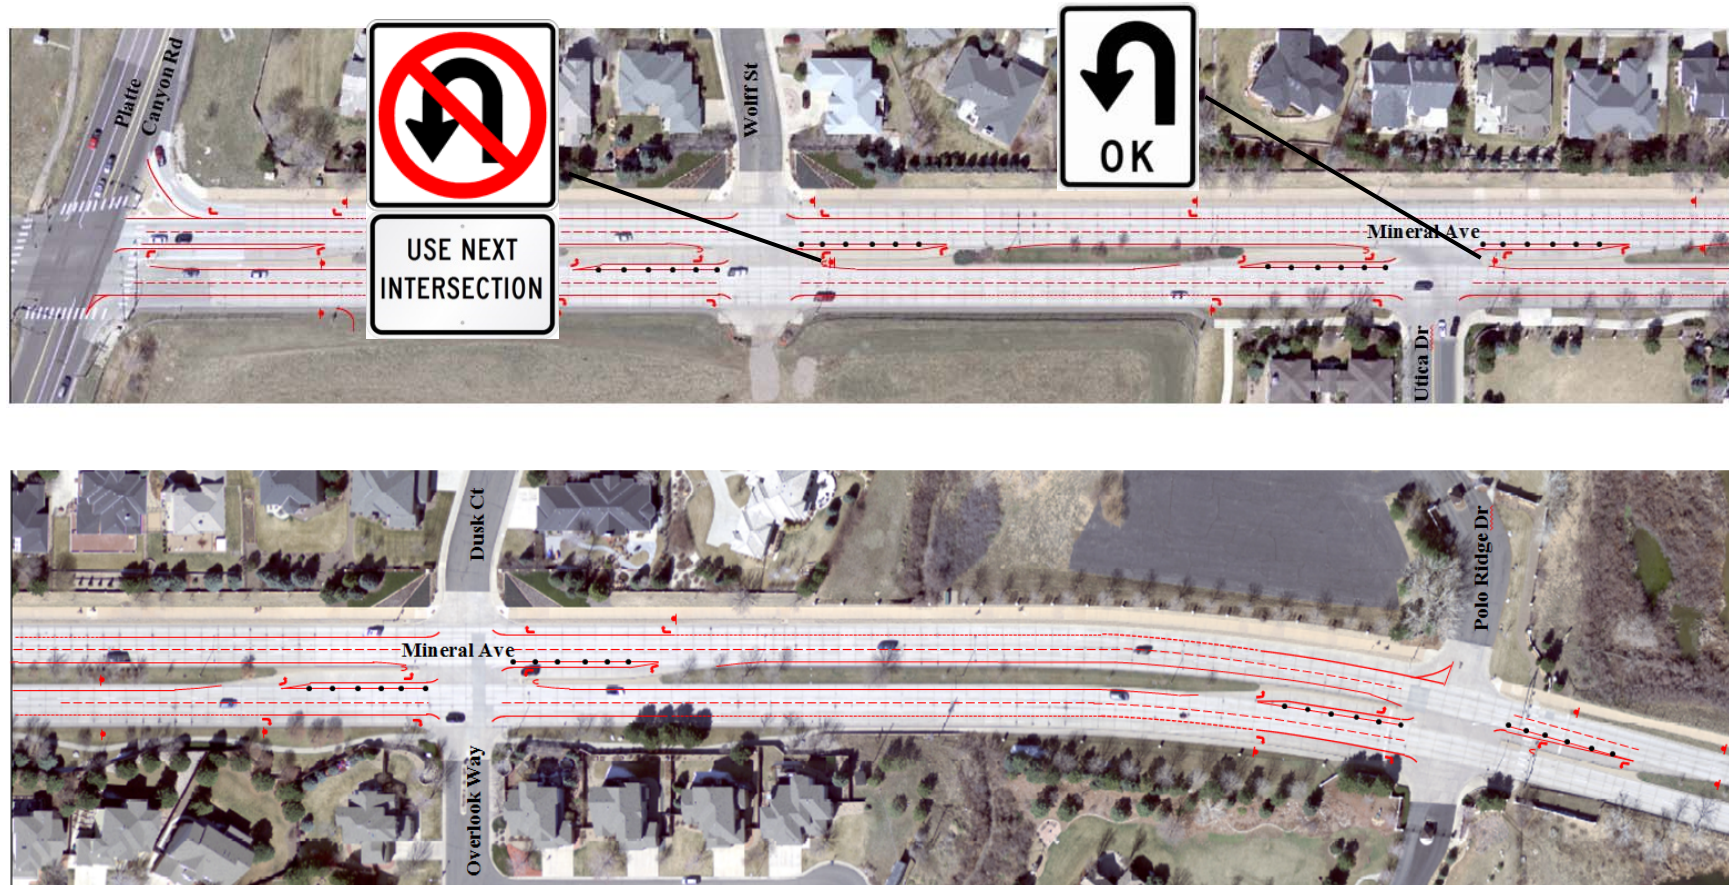 Platte
Canyon Rd
USE NEXT
INTERSECTION
Wolff St
OK
Mineral Ave
Utica Dr
Dusk Ct
Mineral Ave
Overlook Way
Polo Ridge Dr